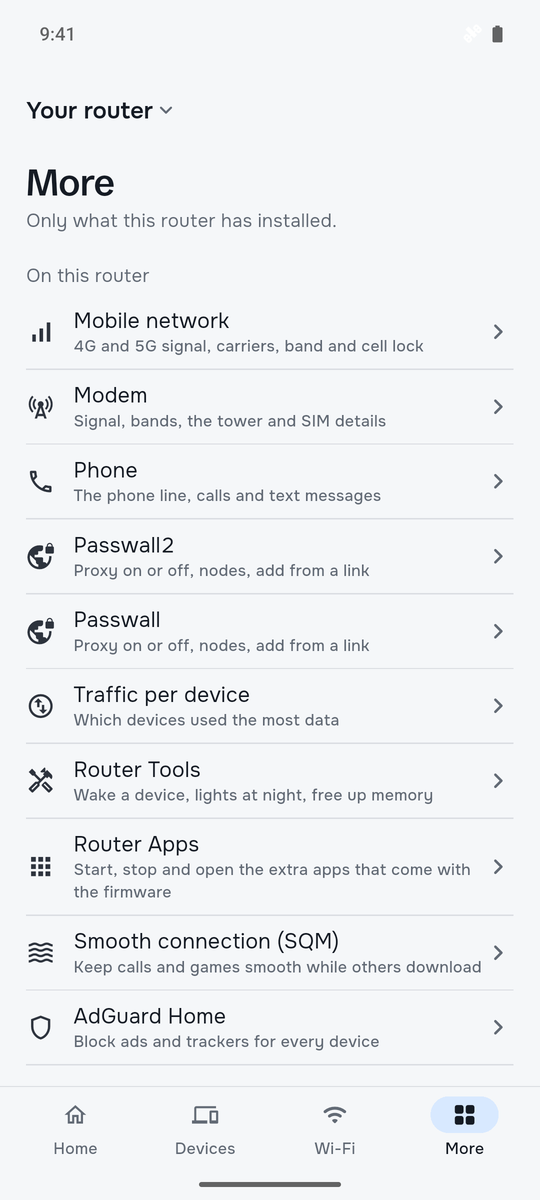 9:41
Your router
More
Only what this router has installed.
On this router
Mobile network
4G and 5G signal, carriers, band and cell lock
Modem
Signal, bands, the tower and SIM details
Phone
The phone line, calls and text messages
Passwall2
Proxy on or off, nodes, add from a link
Passwall
Proxy on or off, nodes, add from a link
Traffic per device
Which devices used the most data
Router Tools
Wake a device, lights at night, free up memory
Router Apps
Start, stop and open the extra apps that come with
the firmware
Smooth connection (SQM)
Keep calls and games smooth while others download
AdGuard Home
Block ads and trackers for every device
Home
Devices
Wi-Fi
More